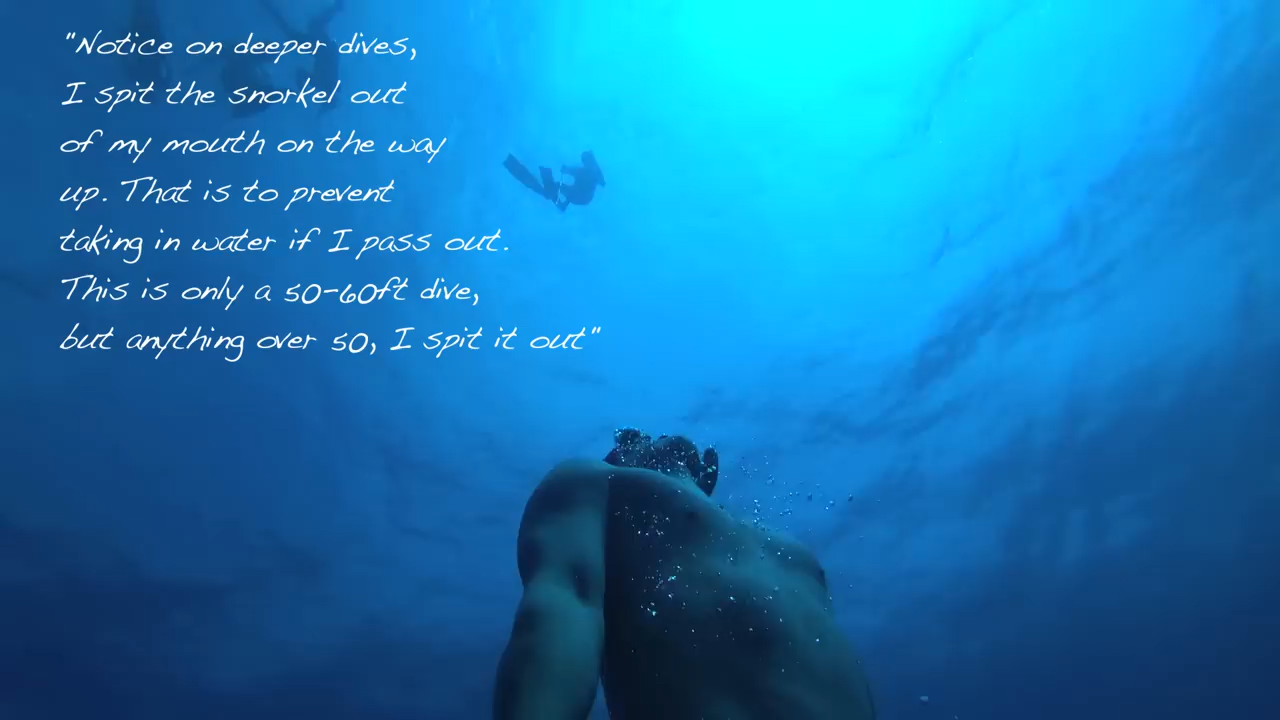 "Notice on deeper dives,
I spit the snorkel out
of my mouth on the way
up. That is to prevent
taking in water if I pass out.
This is only a 50-60ft dive,
but anything over 50, I spit it out"